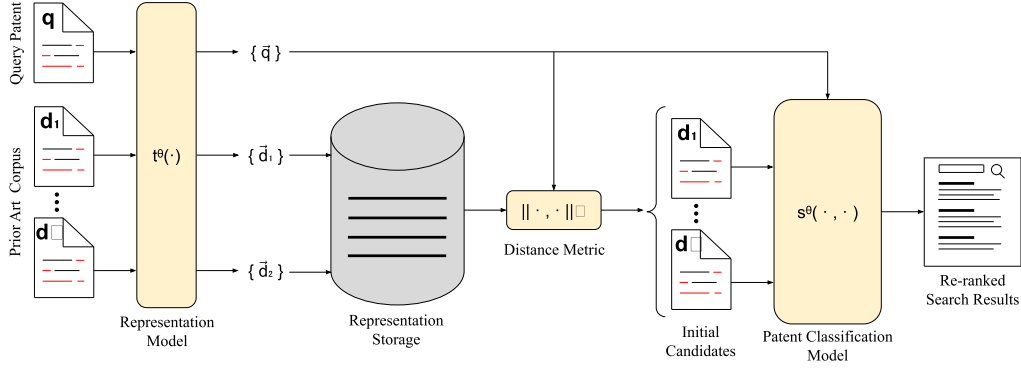 Query Patent
q
{ q⃗ }
Prior Art Corpus
d₁
d□
tᶿ(·)
{ d⃗₁ }
{ d⃗₂ }
Representation
Model
Representation
Storage
|| · , · ||□
Distance Metric
d₁
d□
Initial
Candidates
sᶿ( · , · )
Patent Classification
Model
Re-ranked
Search Results